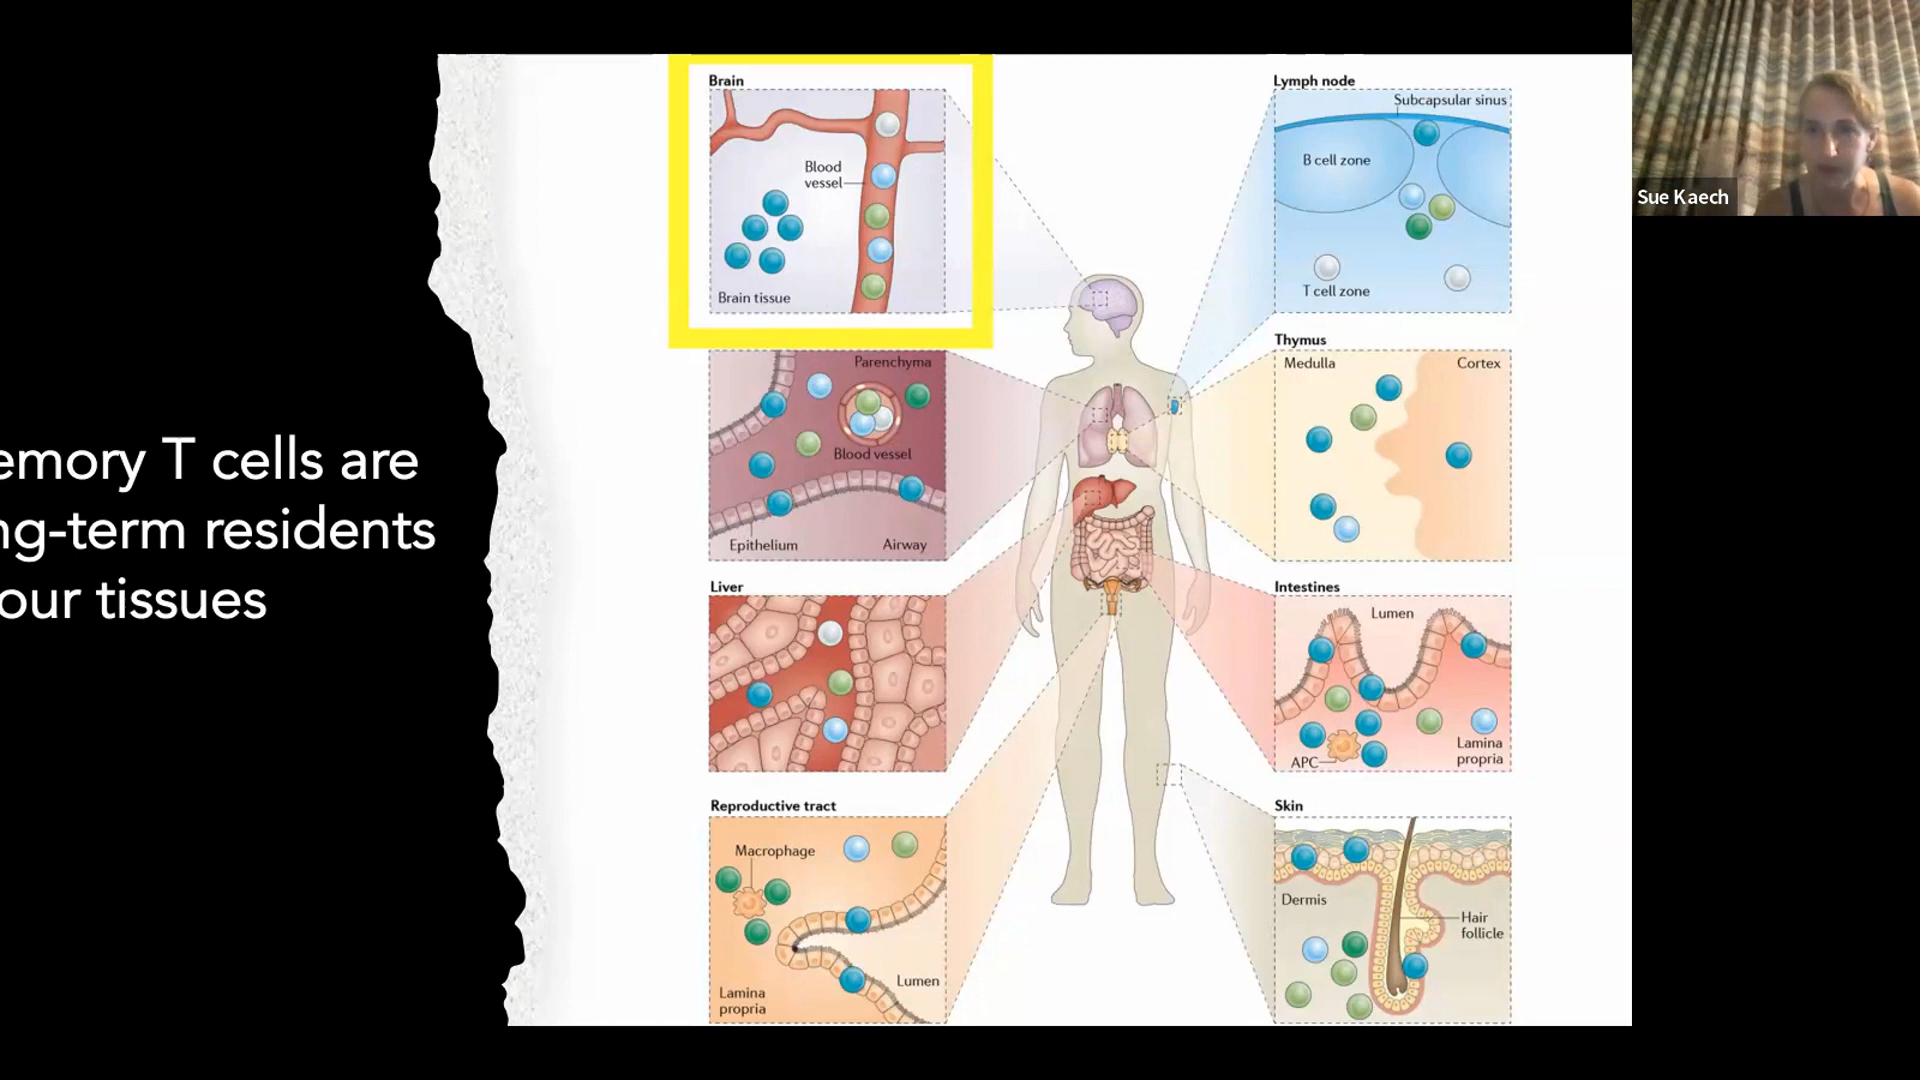 emory T cells are
ng-term residents
our tissues
Brain
Blood
vessel
Brain tissue
Parenchyma
Blood vessel
Epithelium
Airway
Liver
Reproductive tract
Macrophage
Lamina
propria
Lumen
Lymph node
Subcapsular sinus
B cell zone
T cell zone
Thymus
Medulla
Cortex
Intestines
Lumen
APC
Lamina
propria
Skin
Dermis
Hair
follicle
Sue Kaech